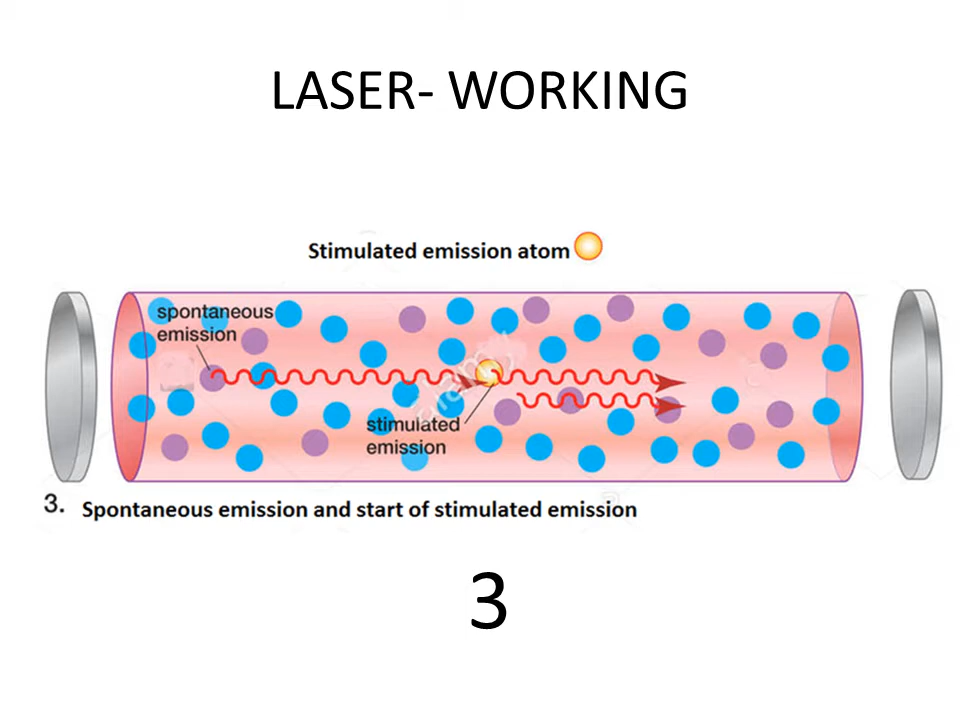 LASER- WORKING
Stimulated emission atom
spontaneous
emission
stimulated
emission
3. Spontaneous emission and start of stimulated emission
3